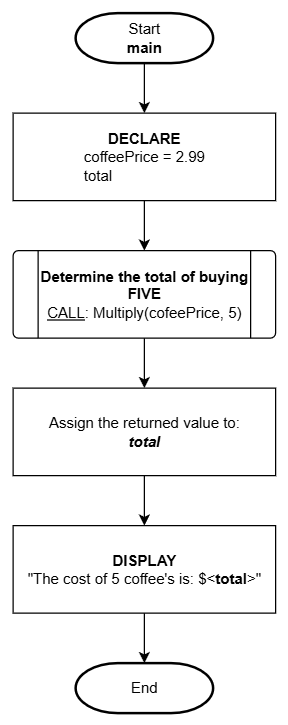 Start
main
DECLARE
coffeePrice = 2.99
total
Determine the total of buying
FIVE
CALL: Multiply(cofeePrice, 5)
Assign the returned value to:
total
DISPLAY
"The cost of 5 coffee's is: $<total>"
End